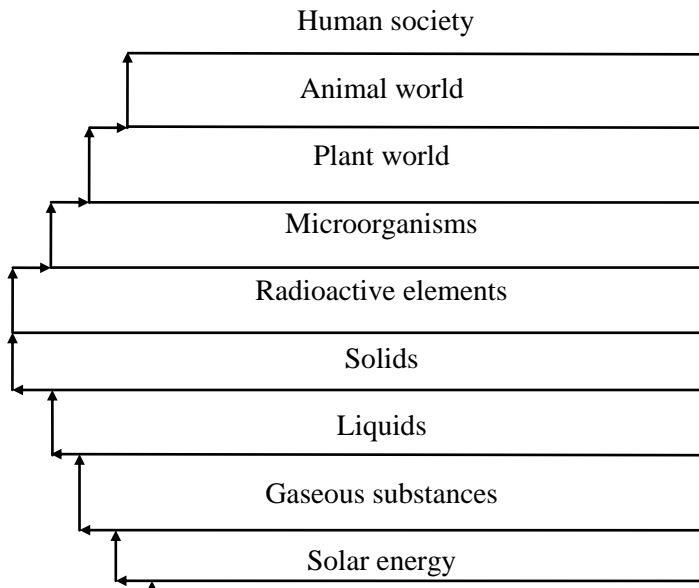 Human society
Animal world
Plant world
Microorganisms
Radioactive elements
Solids
Liquids
Gaseous substances
Solar energy